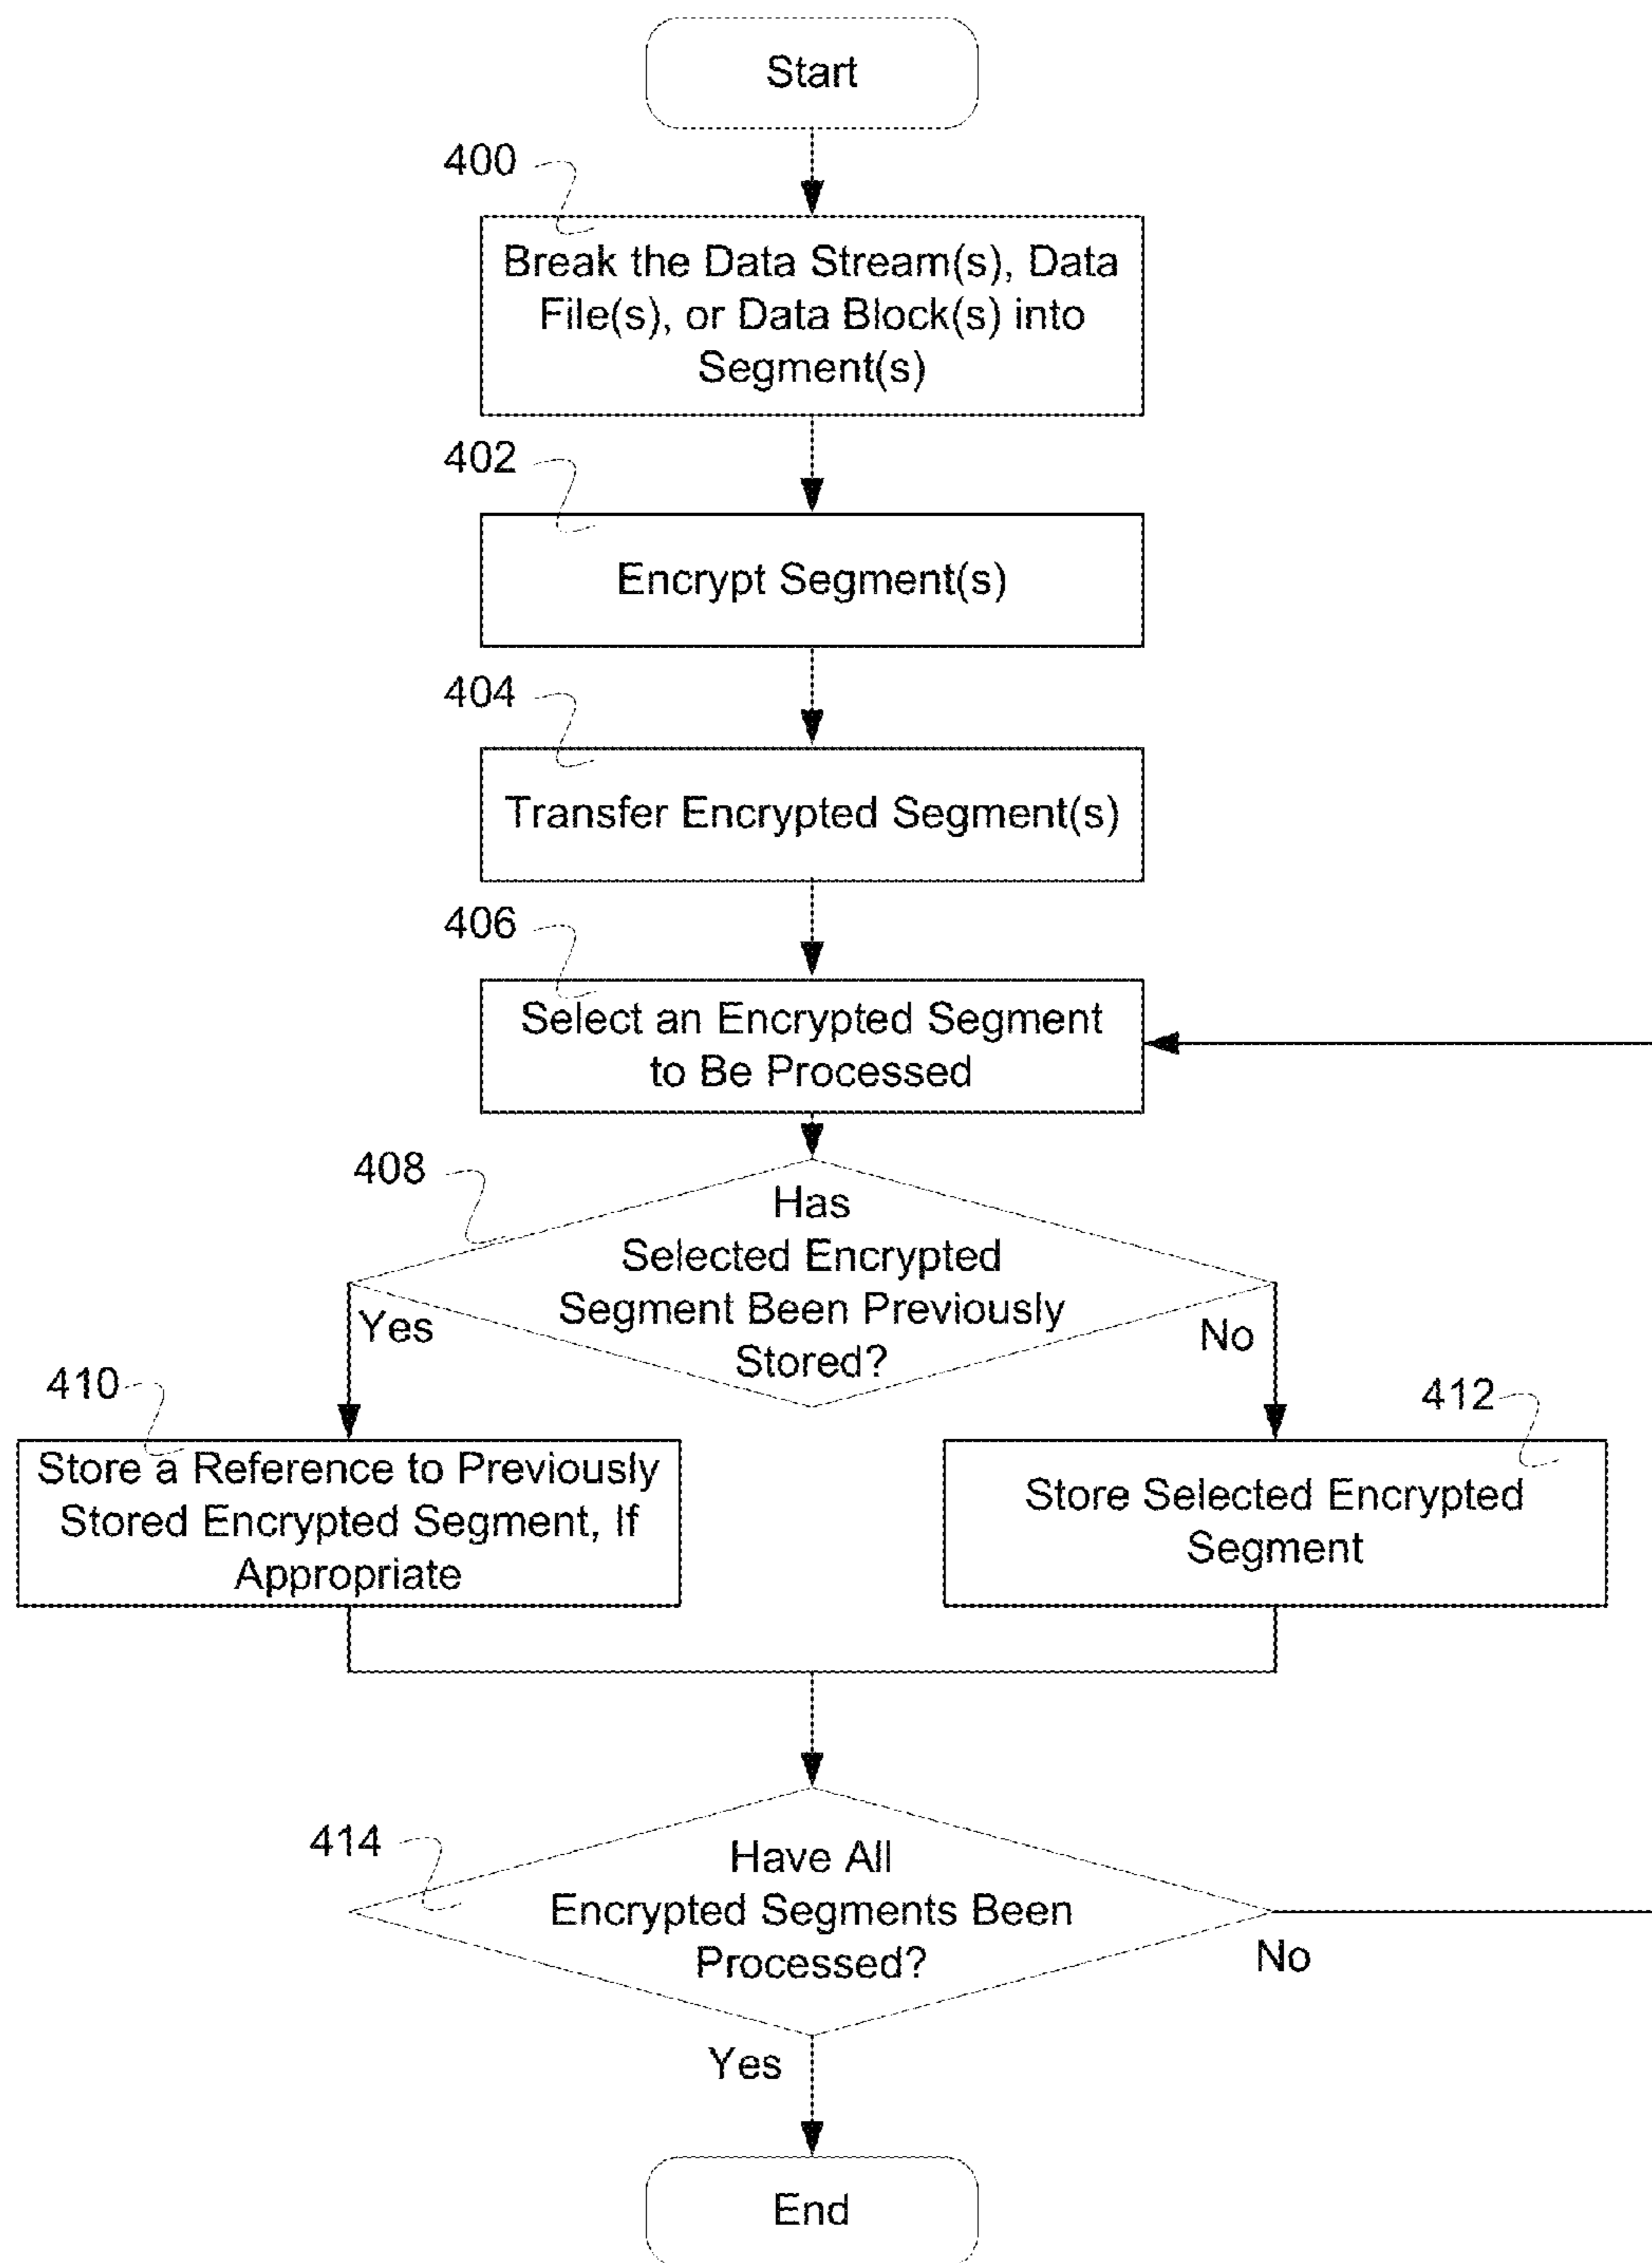 Start
400
Break the Data Stream(s), Data
File(s), or Data Block(s) into
Segment(s)
402
Encrypt Segment(s)
404
Transfer Encrypted Segment(s)
406
Select an Encrypted Segment
to Be Processed
408
Has
Selected Encrypted
Segment Been Previously
Stored?
Yes
No
410
Store a Reference to Previously
Stored Encrypted Segment, If
Appropriate
412
Store Selected Encrypted
Segment
414
Have All
Encrypted Segments Been
Processed?
No
Yes
End